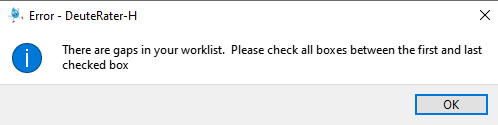 Error - DeuteRater-H
There are gaps in your worklist.  Please check all boxes between the first and last
checked box
OK